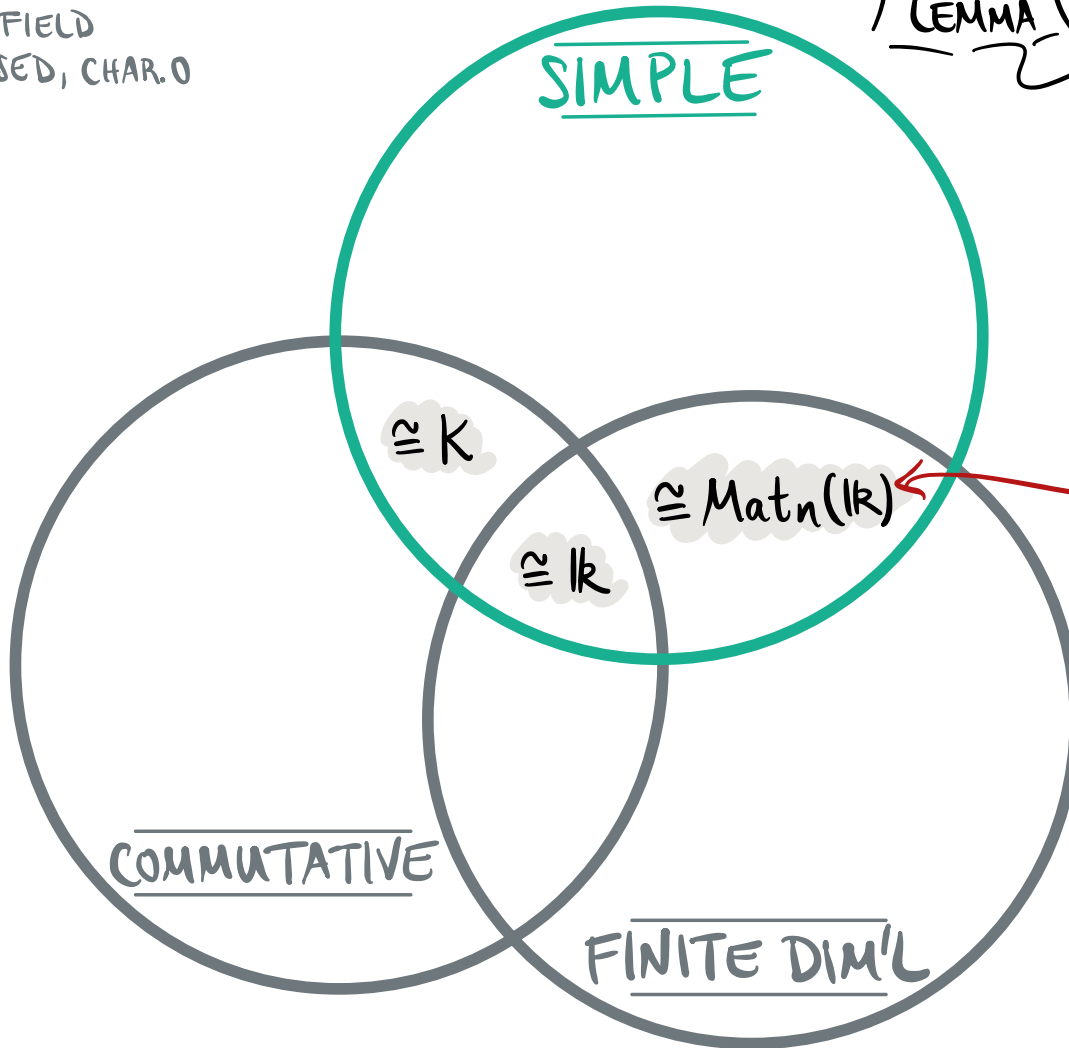 FIELD
SED, CHAR. 0
LEMMA
SIMPLE
≅ K
≅ Matn(𝕜)
≅ 𝕜
COMMUTATIVE
FINITE DIM'L